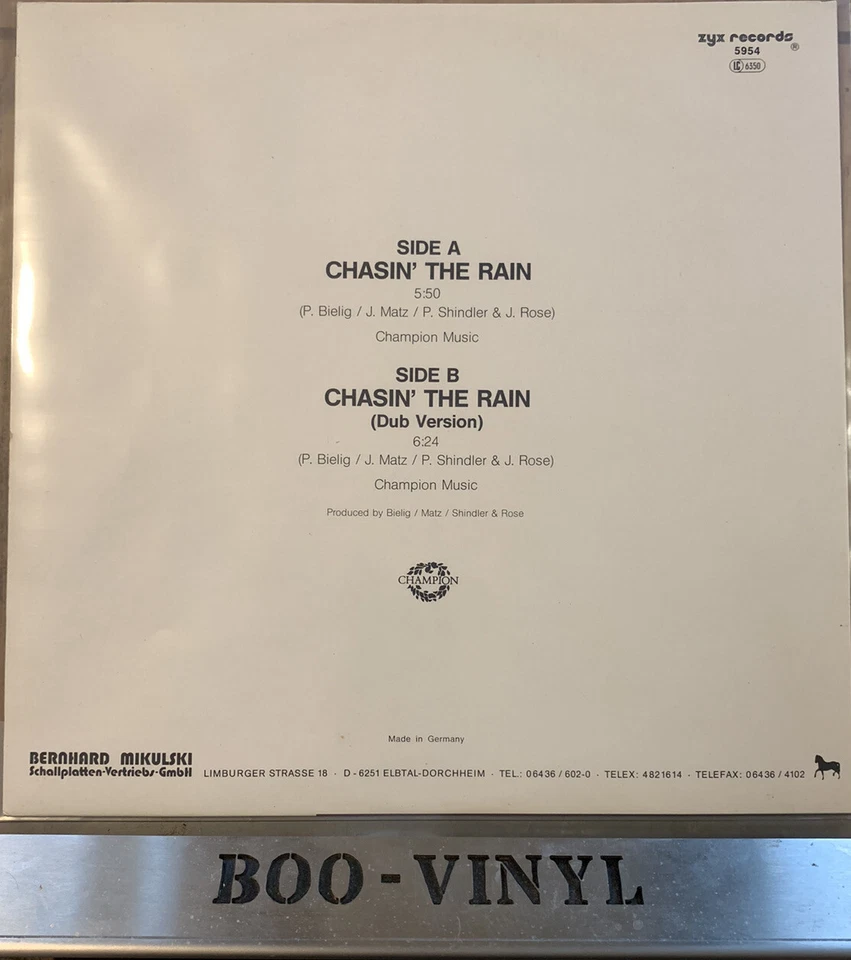 zyx records
®
5954
LC 6350
SIDE A
CHASIN' THE RAIN
5:50
(P. Bielig / J. Matz / P. Shindler & J. Rose)
Champion Music
SIDE B
CHASIN' THE RAIN
(Dub Version)
6:24
(P. Bielig / J. Matz / P. Shindler & J. Rose)
Champion Music
Produced by Bielig / Matz / Shindler & Rose
CHAMPION
Made in Germany
BERNHARD MIKULSKI
Schallplatten-Vertriebs-GmbH LIMBURGER STRASSE 18 · D-6251 ELBTAL-DORCHHEIM · TEL.: 06436/602-0 · TELEX: 4821614 · TELEFAX: 06436/4102
BOO-VINYL